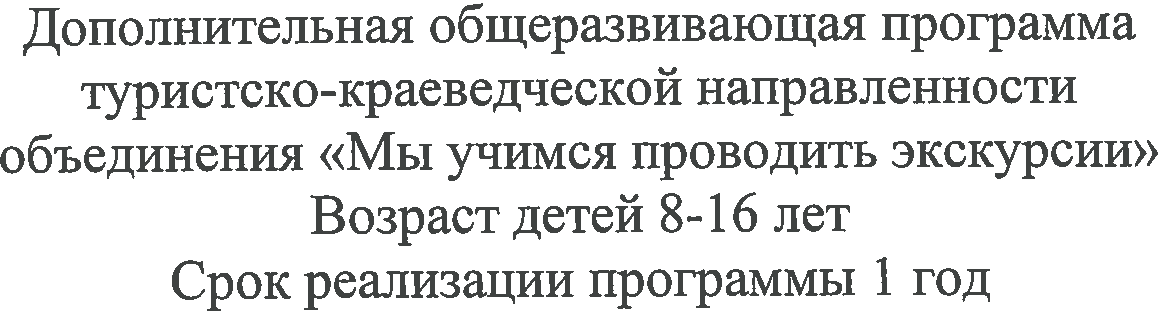 Дополнительная общеразвивающая программа
туристско-краеведческой направленности
объединения «Мы учимся проводить экскурсии»
Возраст детей 8-16 лет
Срок реализации программы 1 год